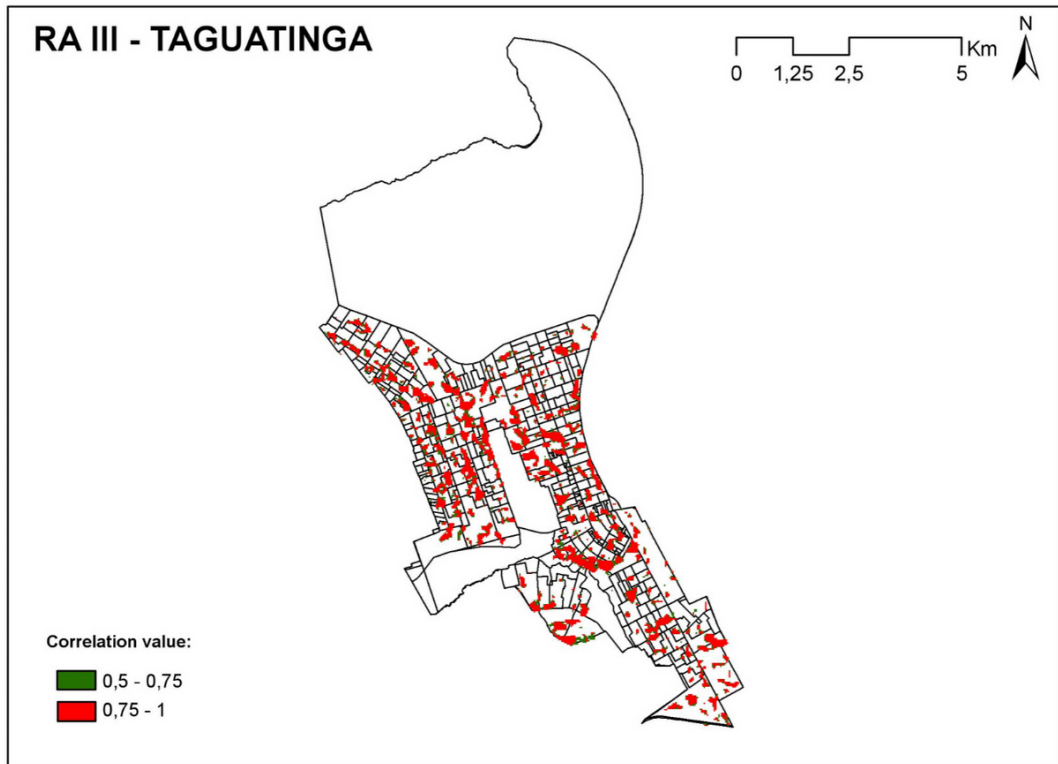 RA III - TAGUATINGA
Km
0 1,25 2,5 5
N
Correlation value:
0,5 - 0,75
0,75 - 1